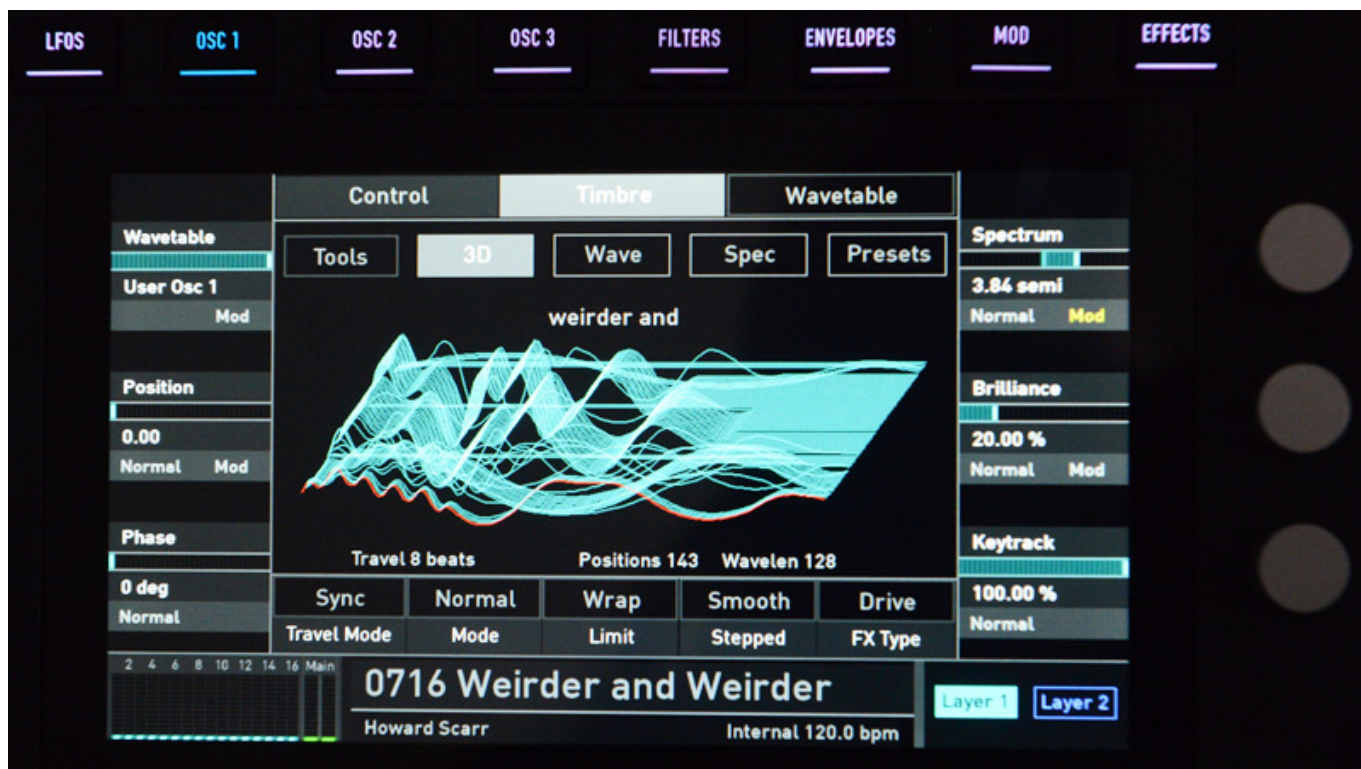 LFOS OSC 1 OSC 2 OSC 3 FILTERS ENVELOPES MOD EFFECTS
Control Timbre Wavetable
Tools 3D Wave Spec Presets
Wavetable
User Osc 1
Mod
Position
0.00
Normal Mod
Phase
0 deg
Normal
weirder and
Travel 8 beats Positions 143 Wavelen 128
Sync Normal Wrap Smooth Drive
Travel Mode Mode Limit Stepped FX Type
Spectrum
3.84 semi
Normal Mod
Brilliance
20.00 %
Normal Mod
Keytrack
100.00 %
Normal
2 4 6 8 10 12 14 16 Main
0716 Weirder and Weirder
Howard Scarr Internal 120.0 bpm
Layer 1 Layer 2